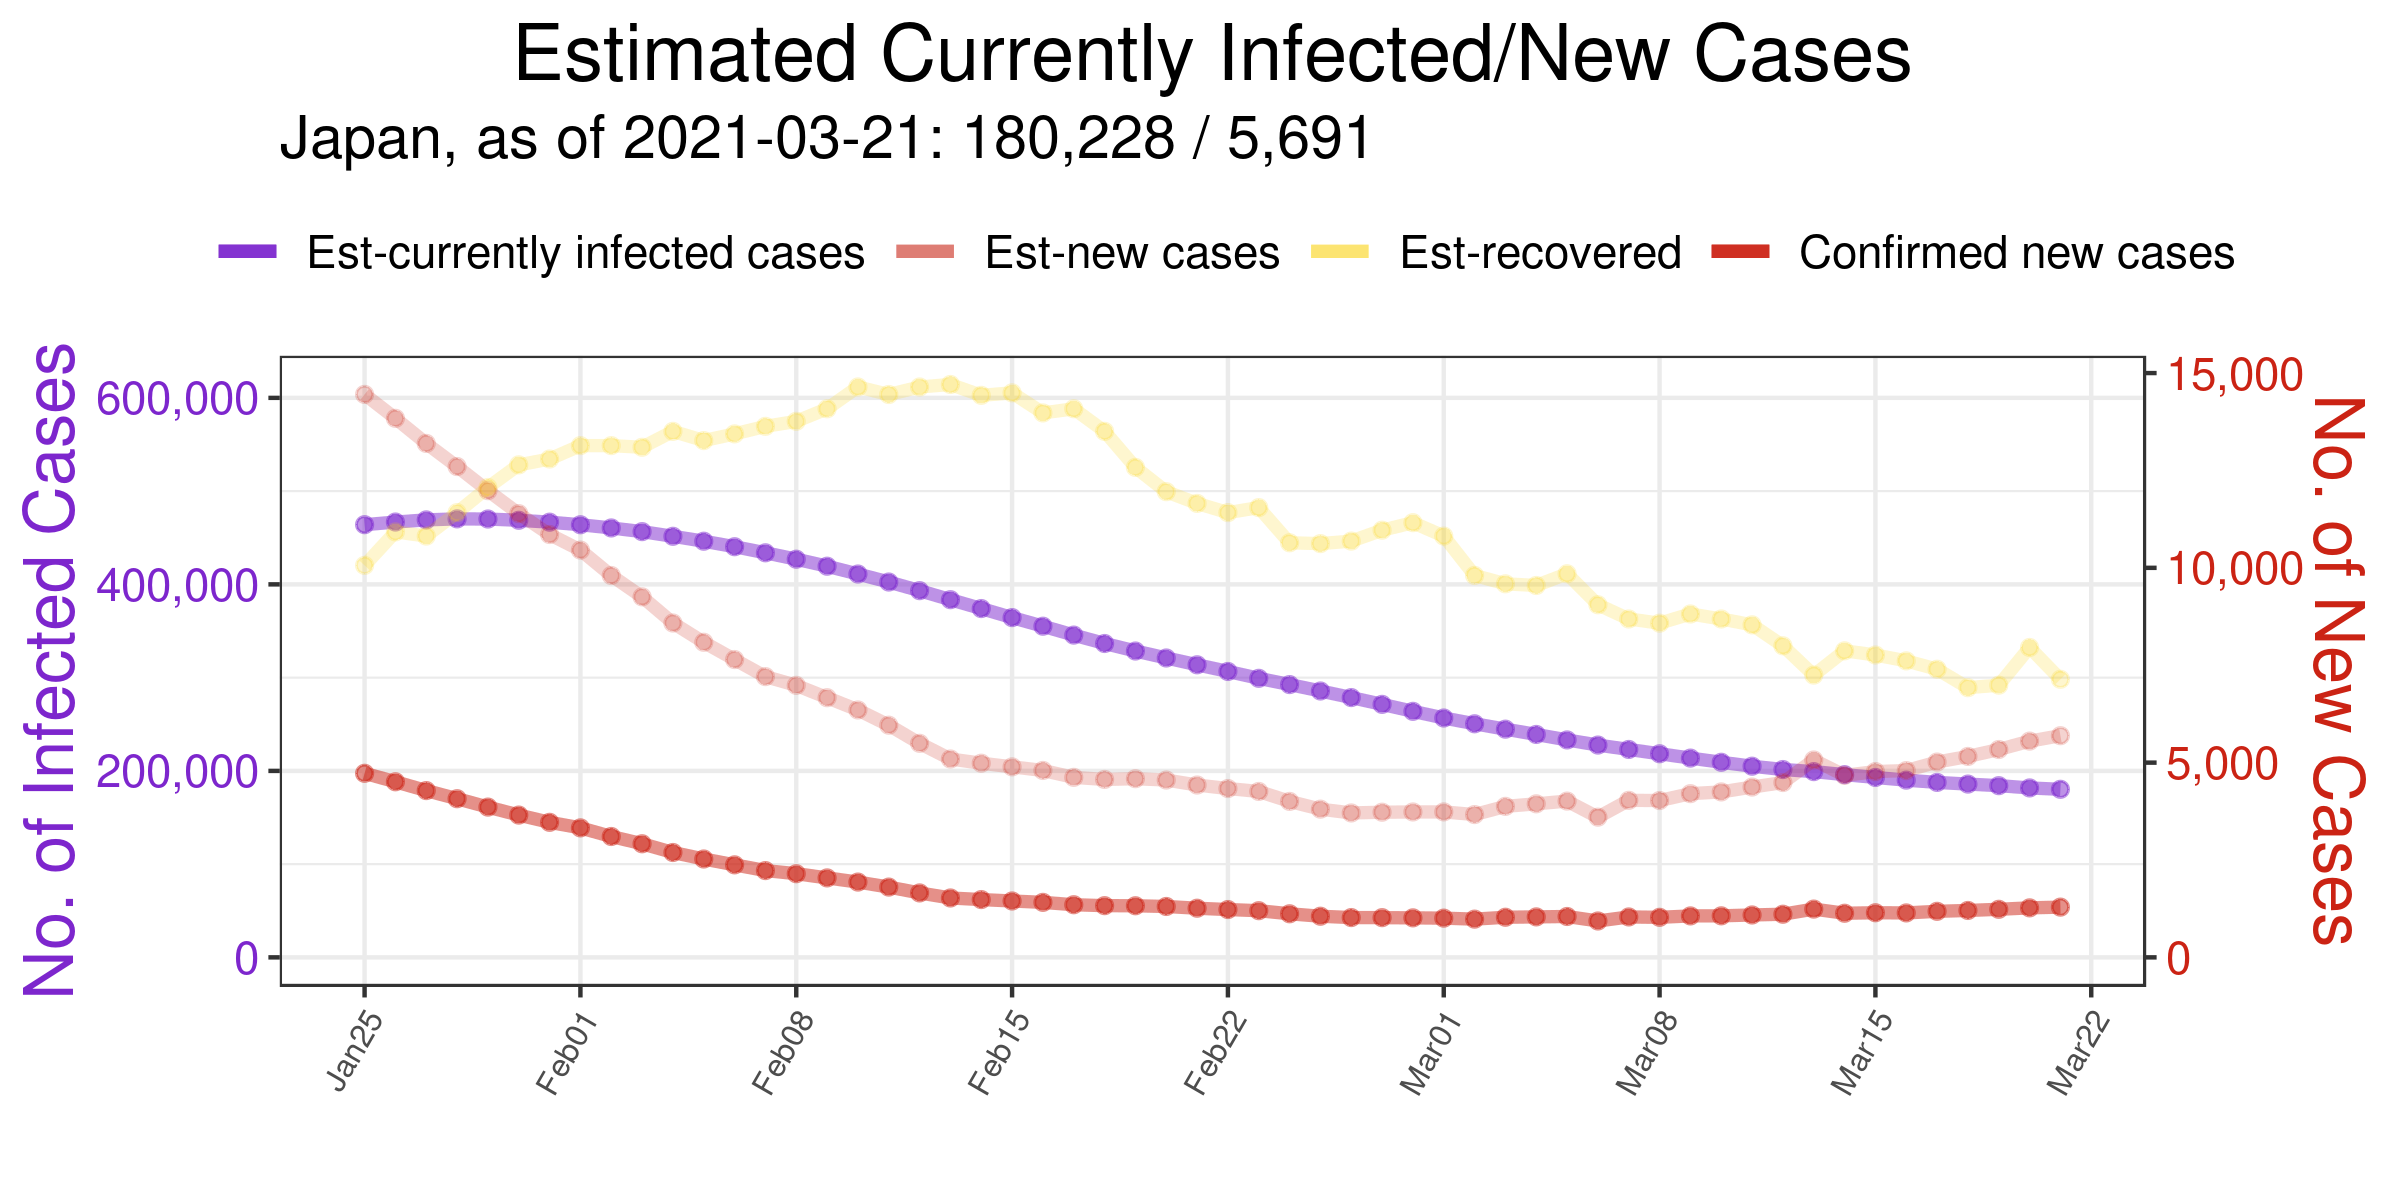 Estimated Currently Infected/New Cases
Japan, as of 2021-03-21: 180,228 / 5,691
Est-currently infected cases Est-new cases Est-recovered Confirmed new cases
No. of Infected Cases
600,000
400,000
200,000
0
15,000
10,000
5,000
0
No. of New Cases
Jan25 Feb01 Feb08 Feb15 Feb22 Mar01 Mar08 Mar15 Mar22